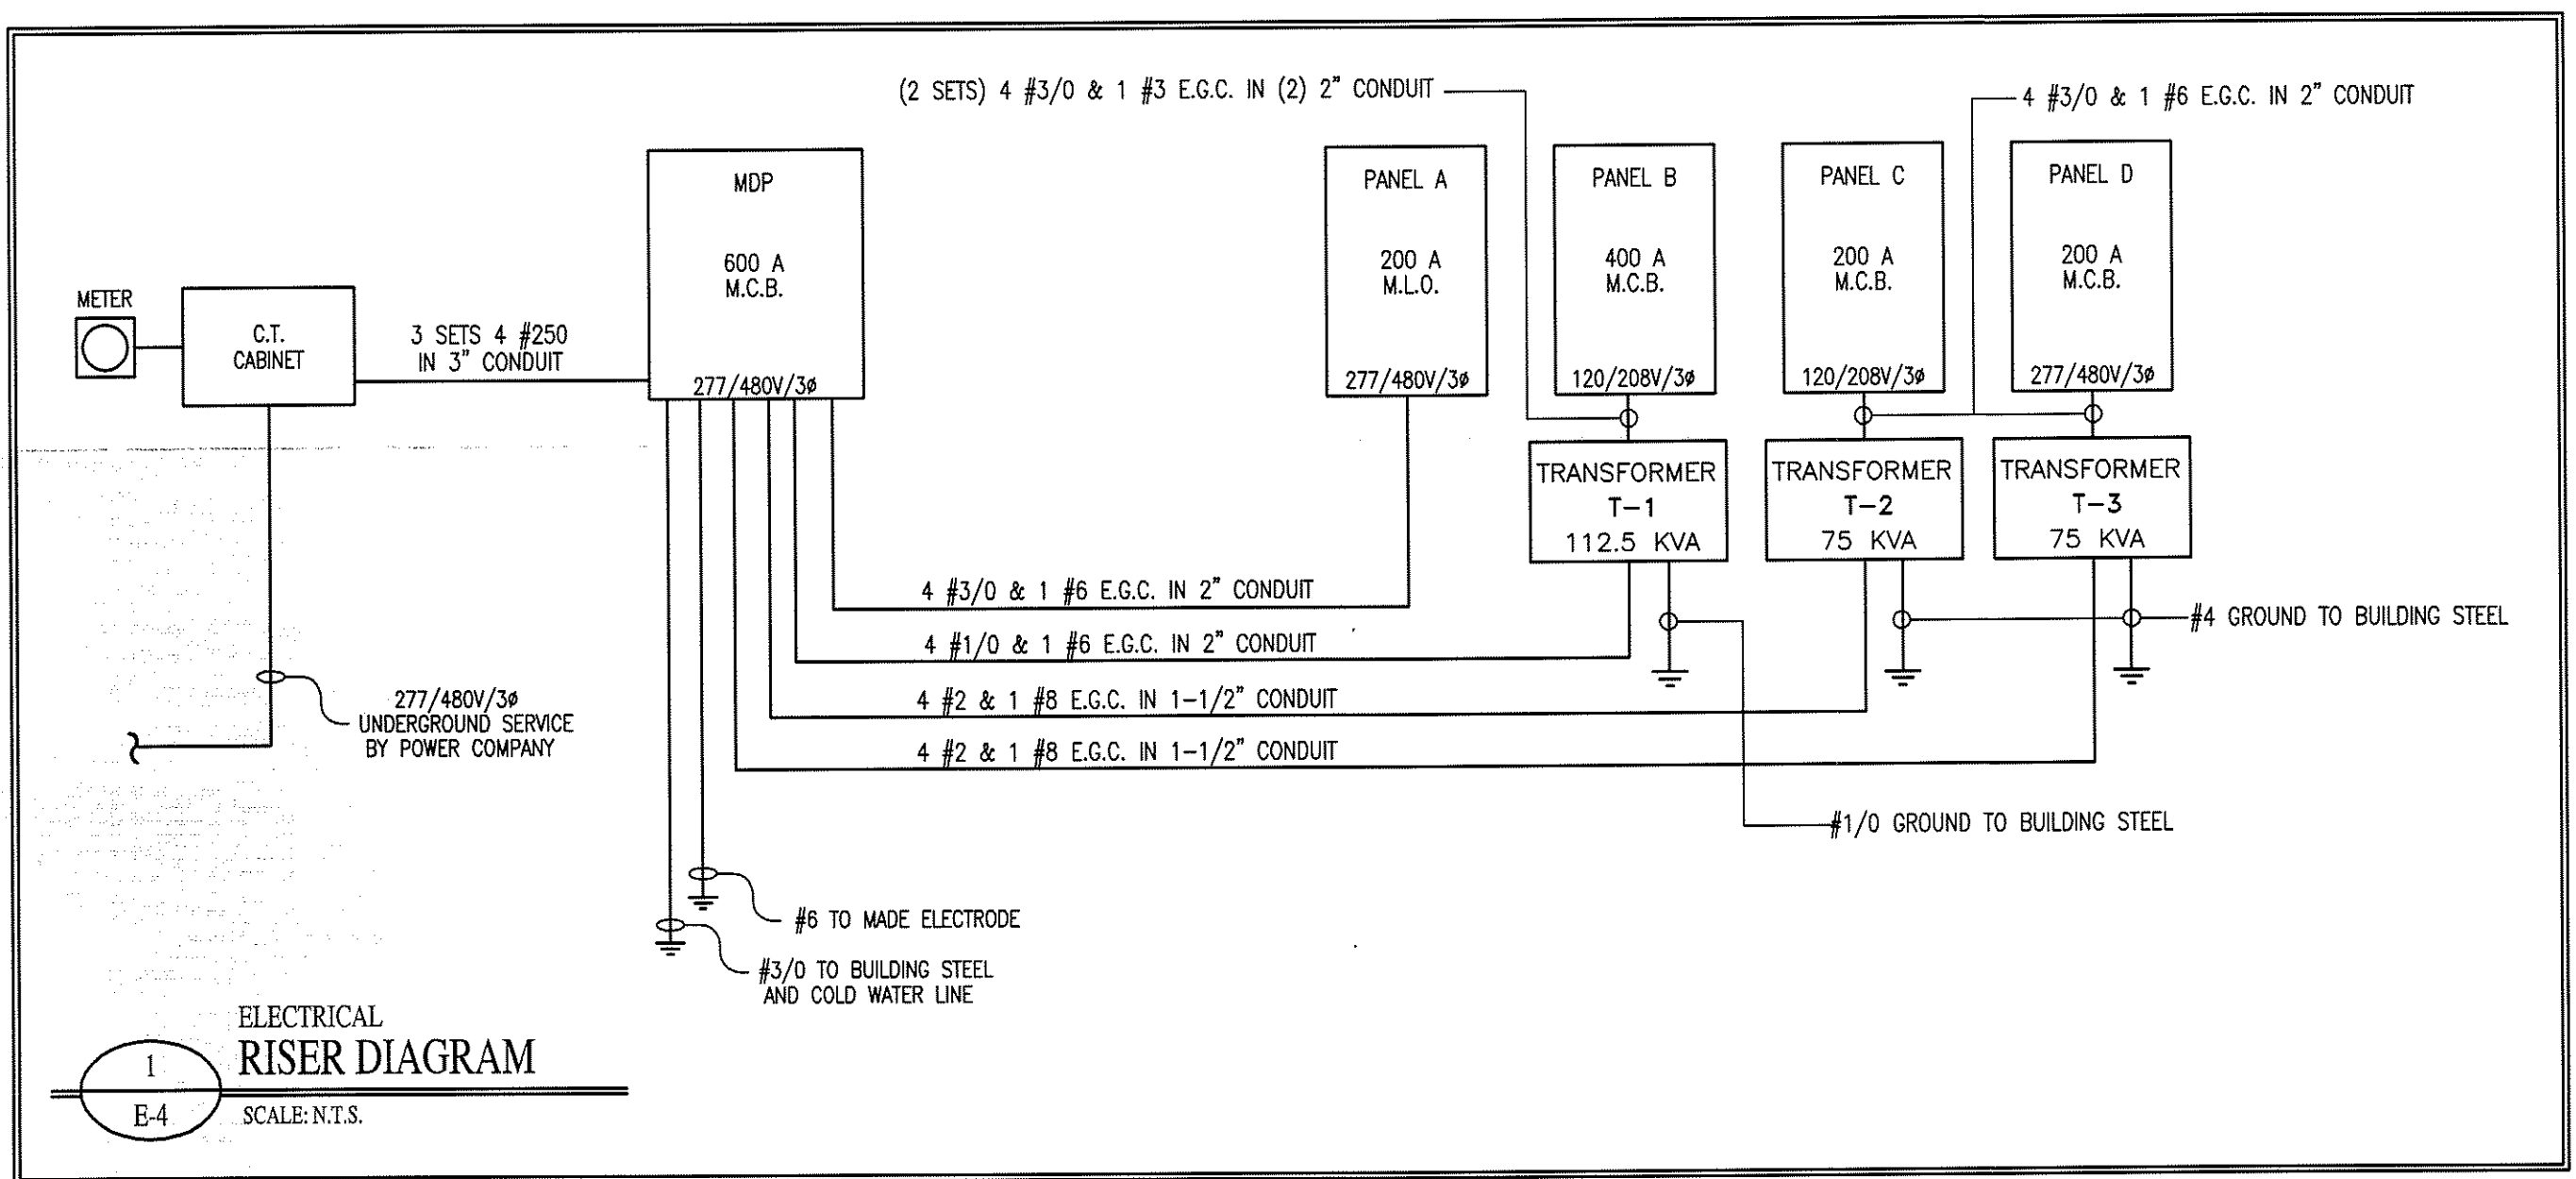 (2 SETS) 4 #3/0 & 1 #3 E.G.C. IN (2) 2" CONDUIT
4 #3/0 & 1 #6 E.G.C. IN 2" CONDUIT
METER
C.T.
CABINET
3 SETS 4 #250
IN 3" CONDUIT
MDP
600 A
M.C.B.
277/480V/3ø
PANEL A
200 A
M.L.O.
277/480V/3ø
PANEL B
400 A
M.C.B.
120/208V/3ø
PANEL C
200 A
M.C.B.
120/208V/3ø
PANEL D
200 A
M.C.B.
277/480V/3ø
TRANSFORMER
T-1
112.5 KVA
TRANSFORMER
T-2
75 KVA
TRANSFORMER
T-3
75 KVA
4 #3/0 & 1 #6 E.G.C. IN 2" CONDUIT
4 #1/0 & 1 #6 E.G.C. IN 2" CONDUIT
4 #2 & 1 #8 E.G.C. IN 1-1/2" CONDUIT
4 #2 & 1 #8 E.G.C. IN 1-1/2" CONDUIT
#4 GROUND TO BUILDING STEEL
#1/0 GROUND TO BUILDING STEEL
277/480V/3ø
UNDERGROUND SERVICE
BY POWER COMPANY
#6 TO MADE ELECTRODE
#3/0 TO BUILDING STEEL
AND COLD WATER LINE
1
E-4
ELECTRICAL
RISER DIAGRAM
SCALE: N.T.S.